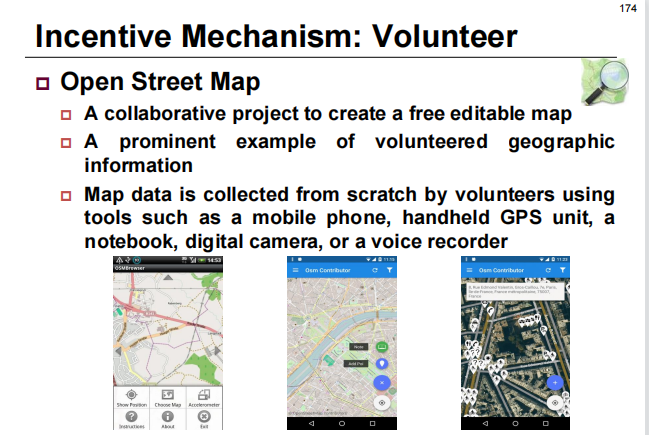 174
Incentive Mechanism: Volunteer
Open Street Map
A collaborative project to create a free editable map
A prominent example of volunteered geographic
information
Map data is collected from scratch by volunteers using
tools such as a mobile phone, handheld GPS unit, a
notebook, digital camera, or a voice recorder
14:53
OSMBrowser
Show Position
Choose Map
Accelerometer
Instructions
About
Exit
Osm Contributor
Note
Add Poi
11:23
Osm Contributor